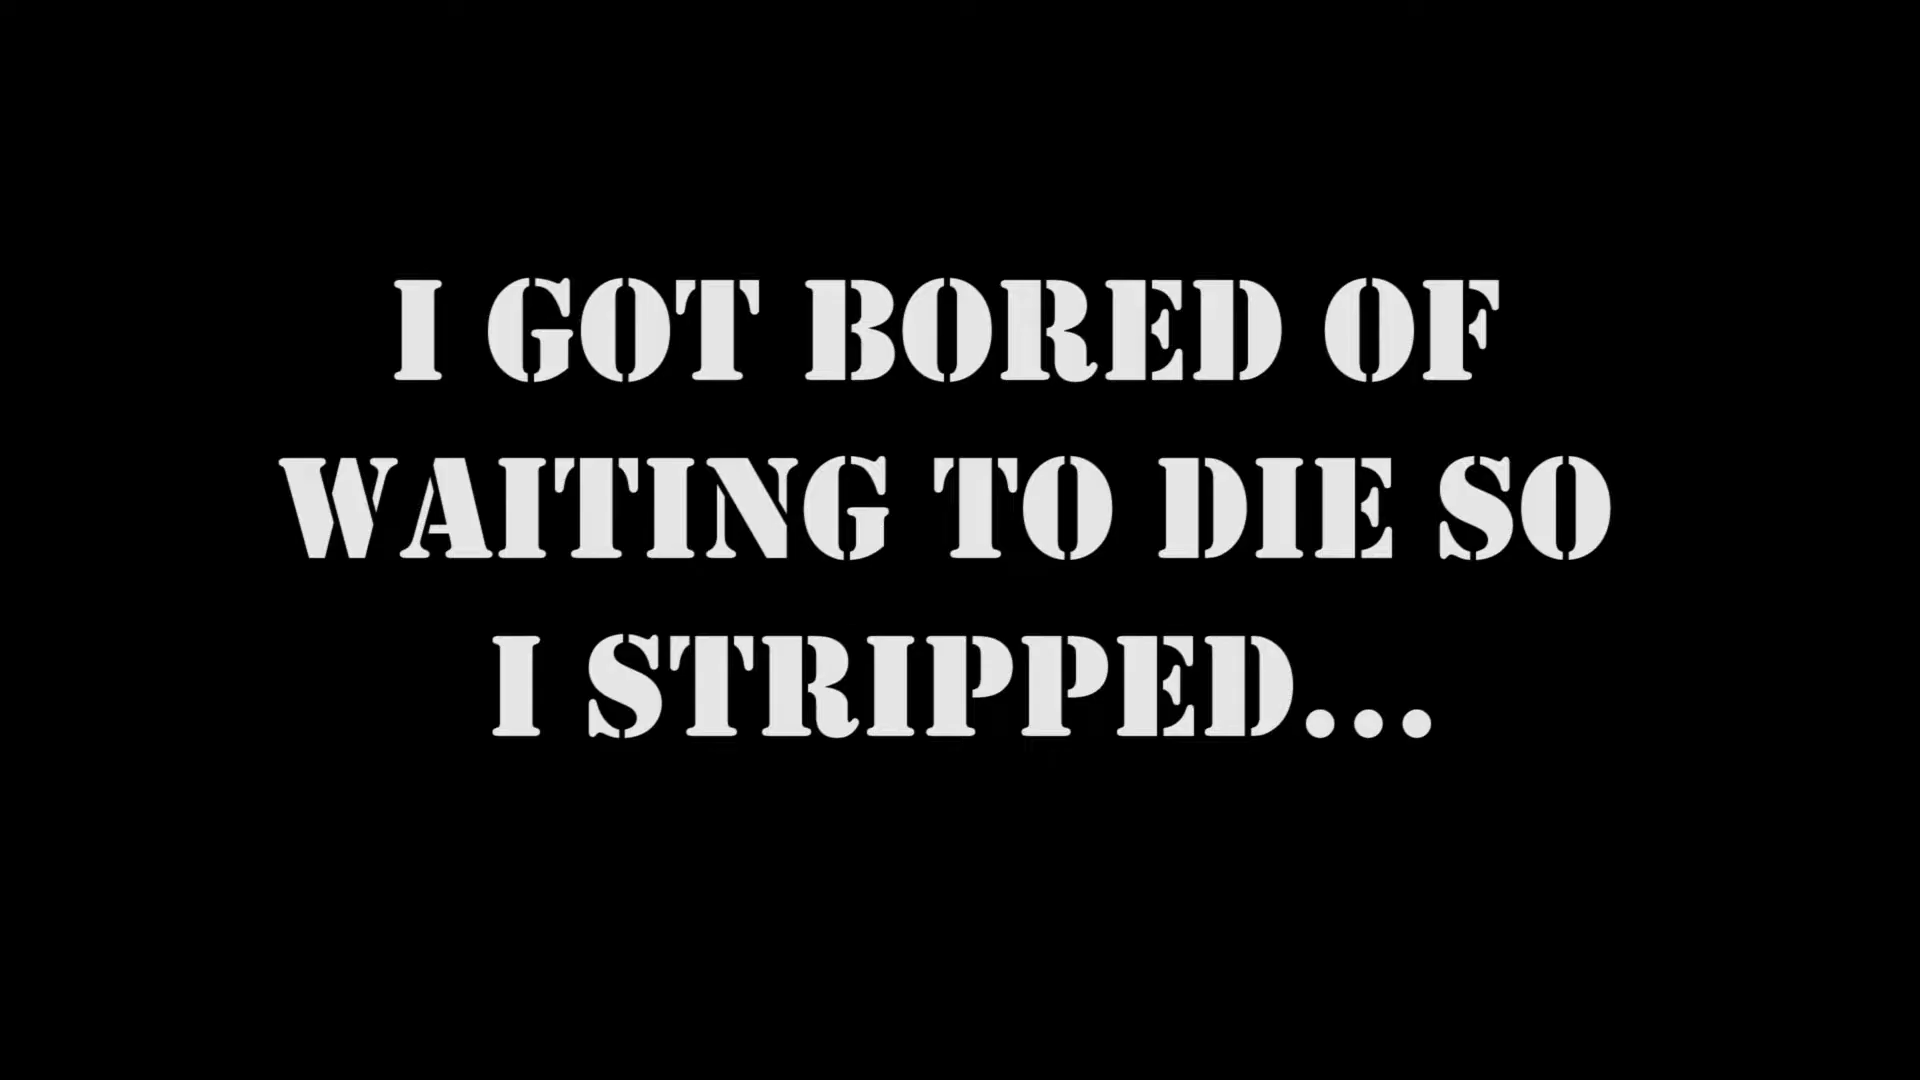 I GOT BORED OF
WAITING TO DIE SO
I STRIPPED...